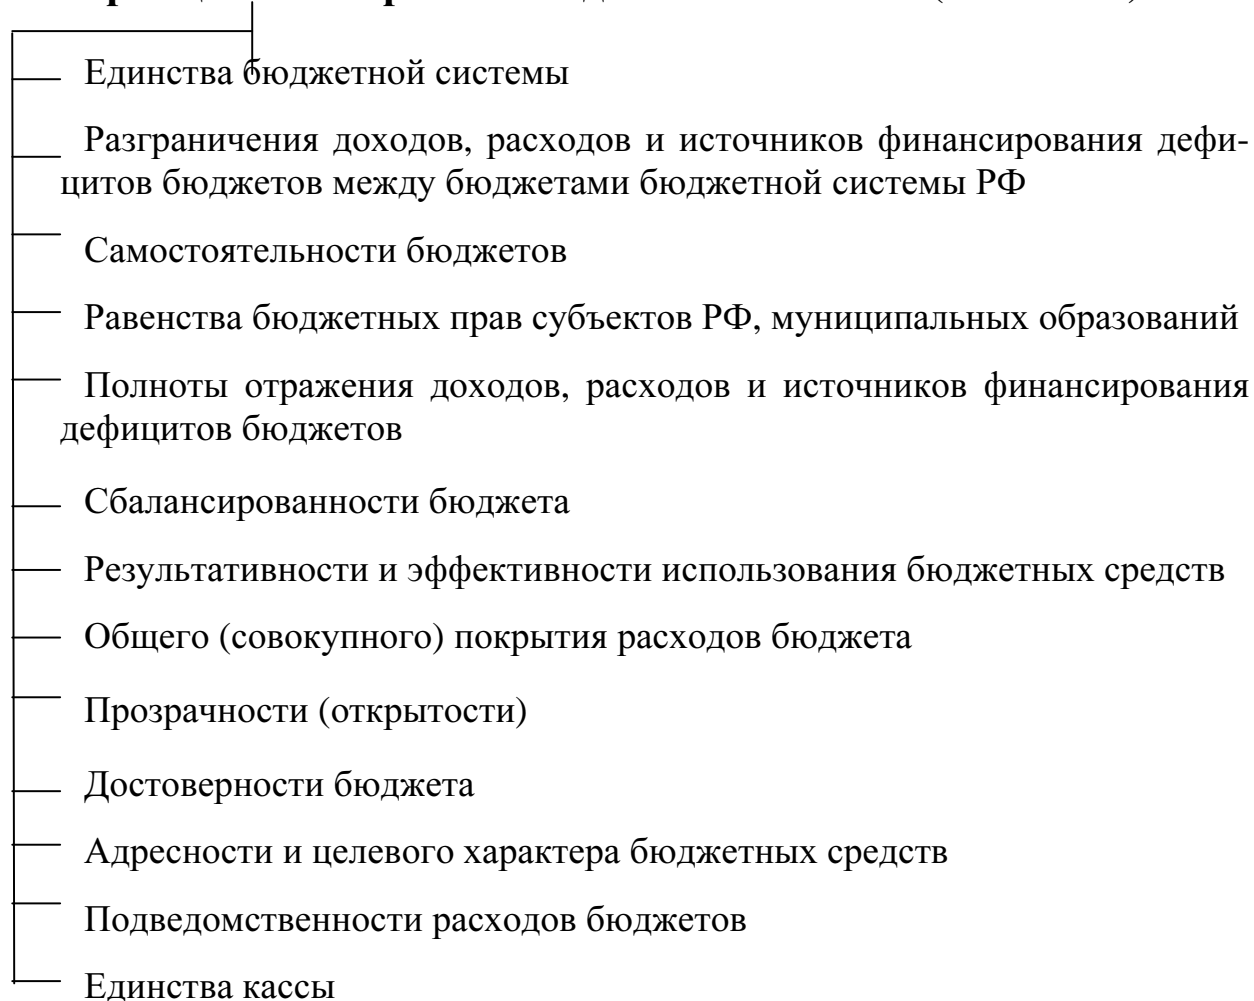 Единства бюджетной системы
Разграничения доходов, расходов и источников финансирования дефи-
цитов бюджетов между бюджетами бюджетной системы РФ
Самостоятельности бюджетов
Равенства бюджетных прав субъектов РФ, муниципальных образований
Полноты отражения доходов, расходов и источников финансирования
дефицитов бюджетов
Сбалансированности бюджета
Результативности и эффективности использования бюджетных средств
Общего (совокупного) покрытия расходов бюджета
Прозрачности (открытости)
Достоверности бюджета
Адресности и целевого характера бюджетных средств
Подведомственности расходов бюджетов
Единства кассы